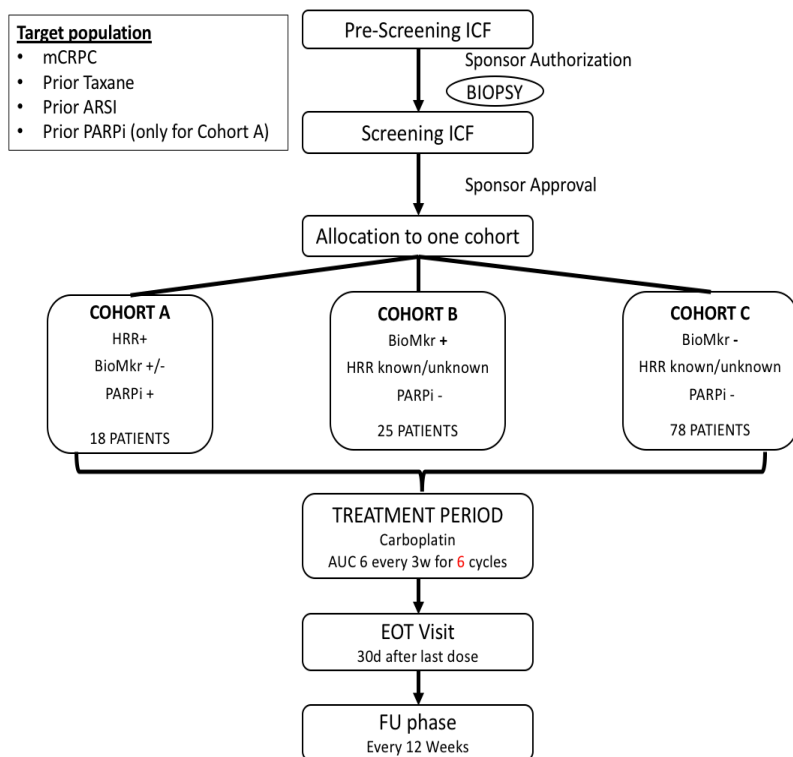 Target population
• mCRPC
• Prior Taxane
• Prior ARSI
• Prior PARPi (only for Cohort A)
Pre-Screening ICF
Sponsor Authorization
BIOPSY
Screening ICF
Sponsor Approval
Allocation to one cohort
COHORT A
HRR+
BioMkr +/-
PARPi +
18 PATIENTS
COHORT B
BioMkr +
HRR known/unknown
PARPi -
25 PATIENTS
COHORT C
BioMkr -
HRR known/unknown
PARPi -
78 PATIENTS
TREATMENT PERIOD
Carboplatin
AUC 6 every 3w for 6 cycles
EOT Visit
30d after last dose
FU phase
Every 12 Weeks